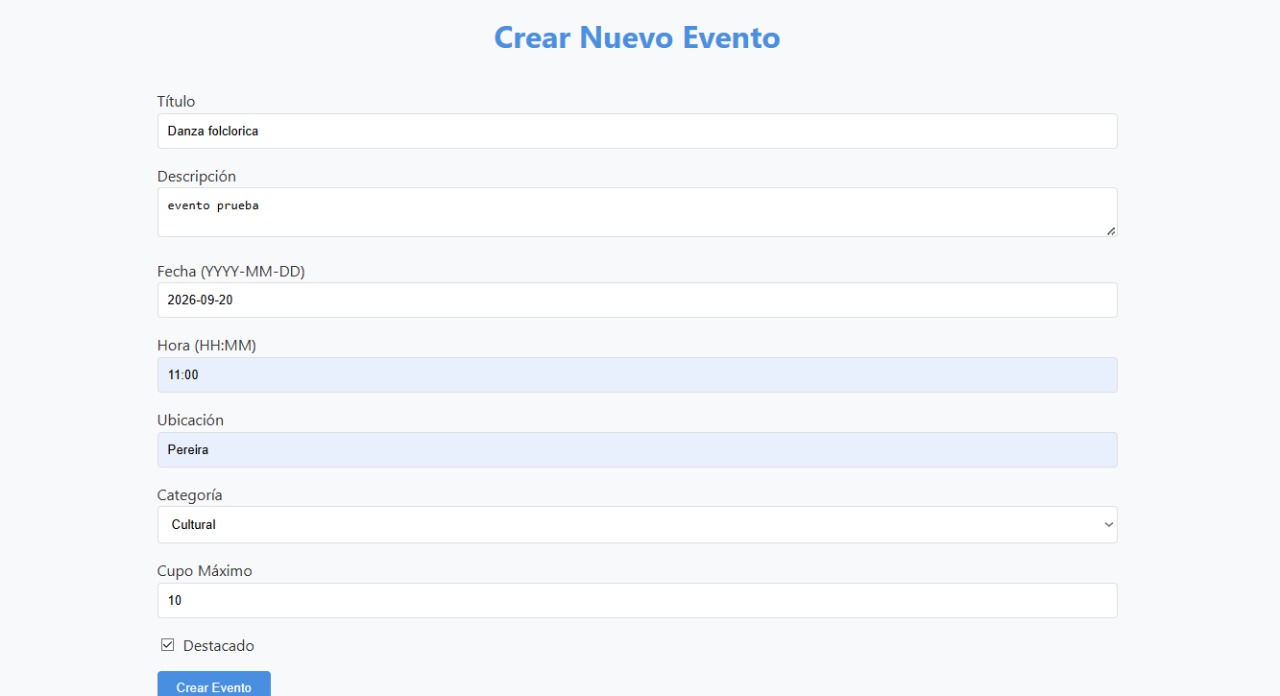 Crear Nuevo Evento
Título
Danza folclorica
Descripción
evento prueba
Fecha (YYYY-MM-DD)
2026-09-20
Hora (HH:MM)
11:00
Ubicación
Pereira
Categoría
Cultural
Cupo Máximo
10
Destacado
Crear Evento